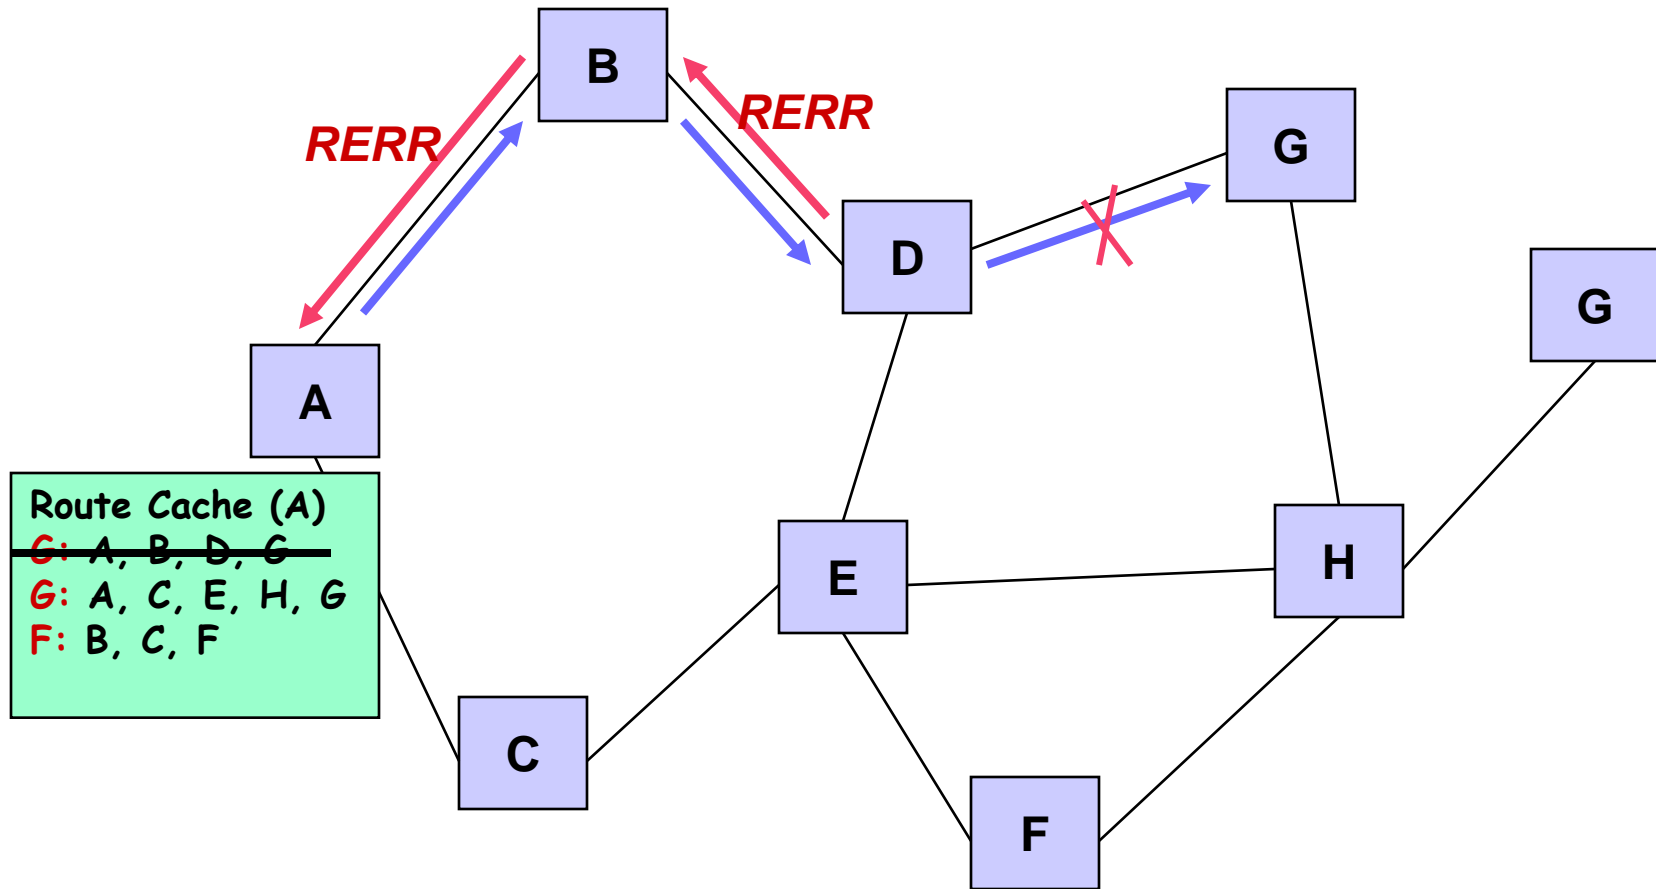 B
RERR
RERR
G
D
G
A
Route Cache (A)
G: A, B, D, G
G: A, C, E, H, G
F: B, C, F
E
H
C
F